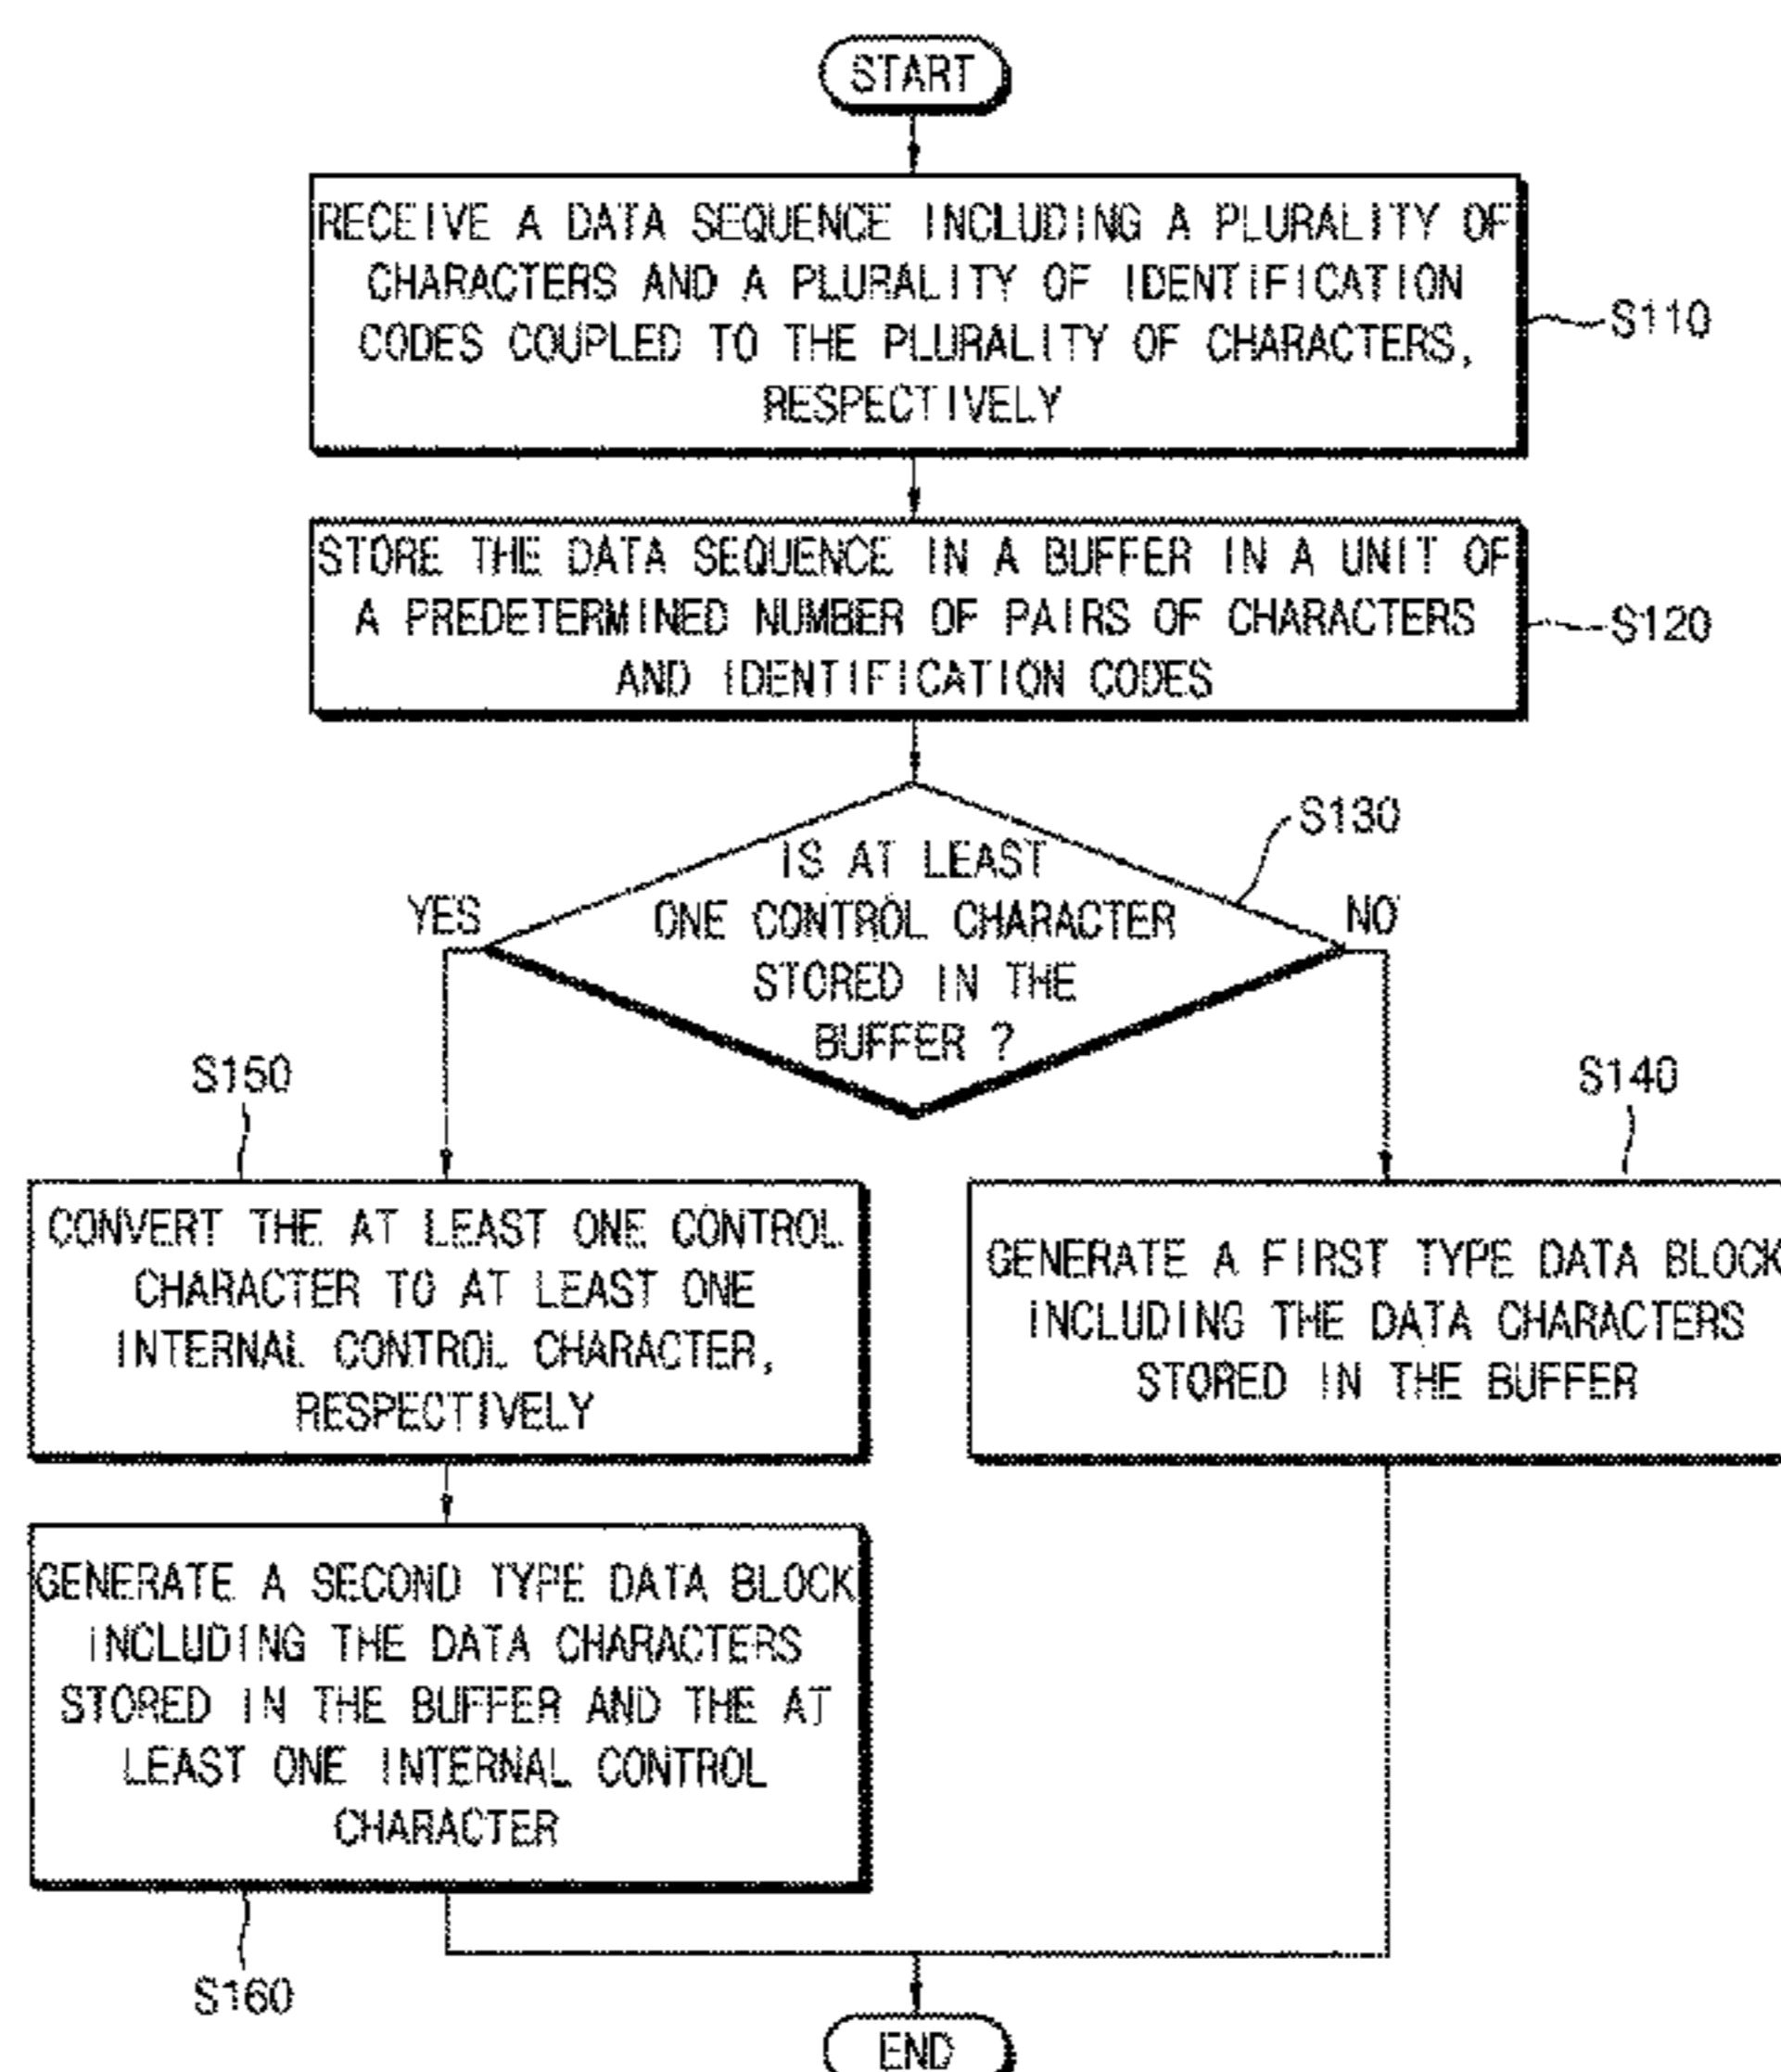 START
RECEIVE A DATA SEQUENCE INCLUDING A PLURALITY OF
CHARACTERS AND A PLURALITY OF IDENTIFICATION
CODES COUPLED TO THE PLURALITY OF CHARACTERS,
RESPECTIVELY
S110
STORE THE DATA SEQUENCE IN A BUFFER IN A UNIT OF
A PREDETERMINED NUMBER OF PAIRS OF CHARACTERS
AND IDENTIFICATION CODES
S120
IS AT LEAST
ONE CONTROL CHARACTER
STORED IN THE
BUFFER ?
S130
YES
NO
S150
CONVERT THE AT LEAST ONE CONTROL
CHARACTER TO AT LEAST ONE
INTERNAL CONTROL CHARACTER,
RESPECTIVELY
S140
GENERATE A FIRST TYPE DATA BLOCK
INCLUDING THE DATA CHARACTERS
STORED IN THE BUFFER
GENERATE A SECOND TYPE DATA BLOCK
INCLUDING THE DATA CHARACTERS
STORED IN THE BUFFER AND THE AT
LEAST ONE INTERNAL CONTROL
CHARACTER
S160
END